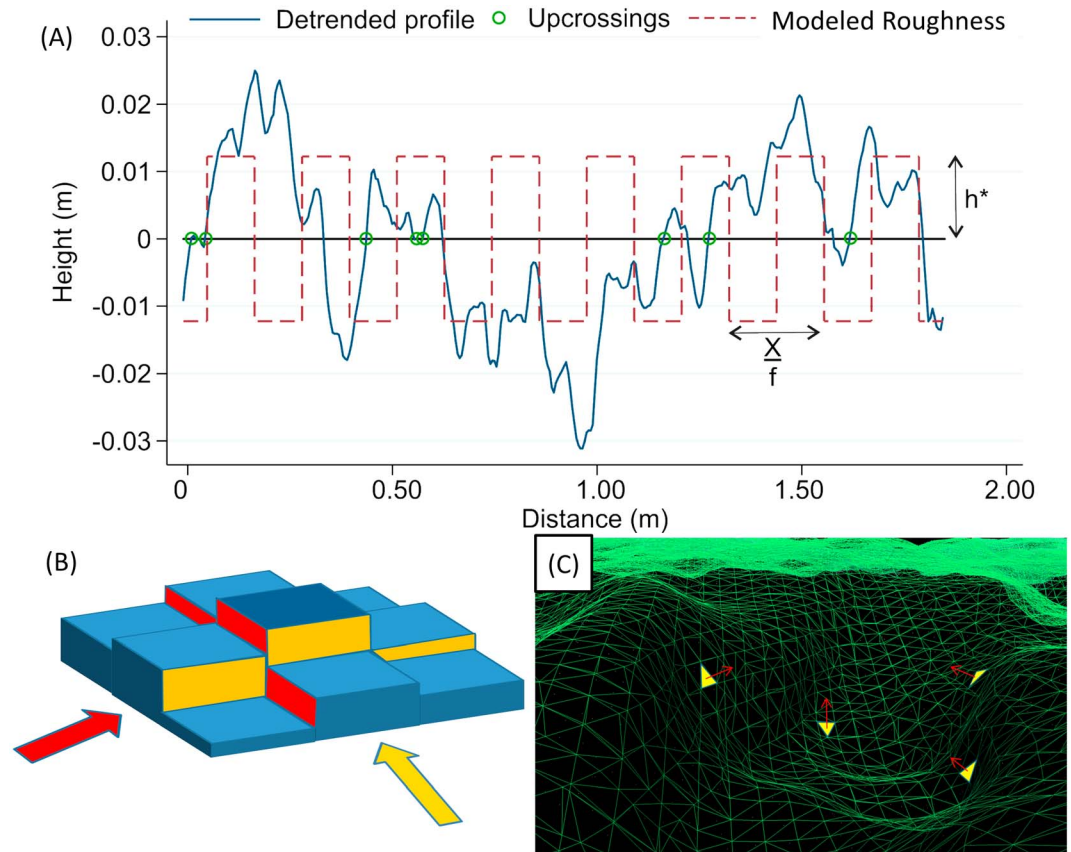 (A)
Detrended profile Upcrossings Modeled Roughness
0.03
0.02
0.01
0
-0.01
-0.02
-0.03
Height (m)
h*
X
f
0 0.50 1.00 1.50 2.00
Distance (m)
(B)
(C)